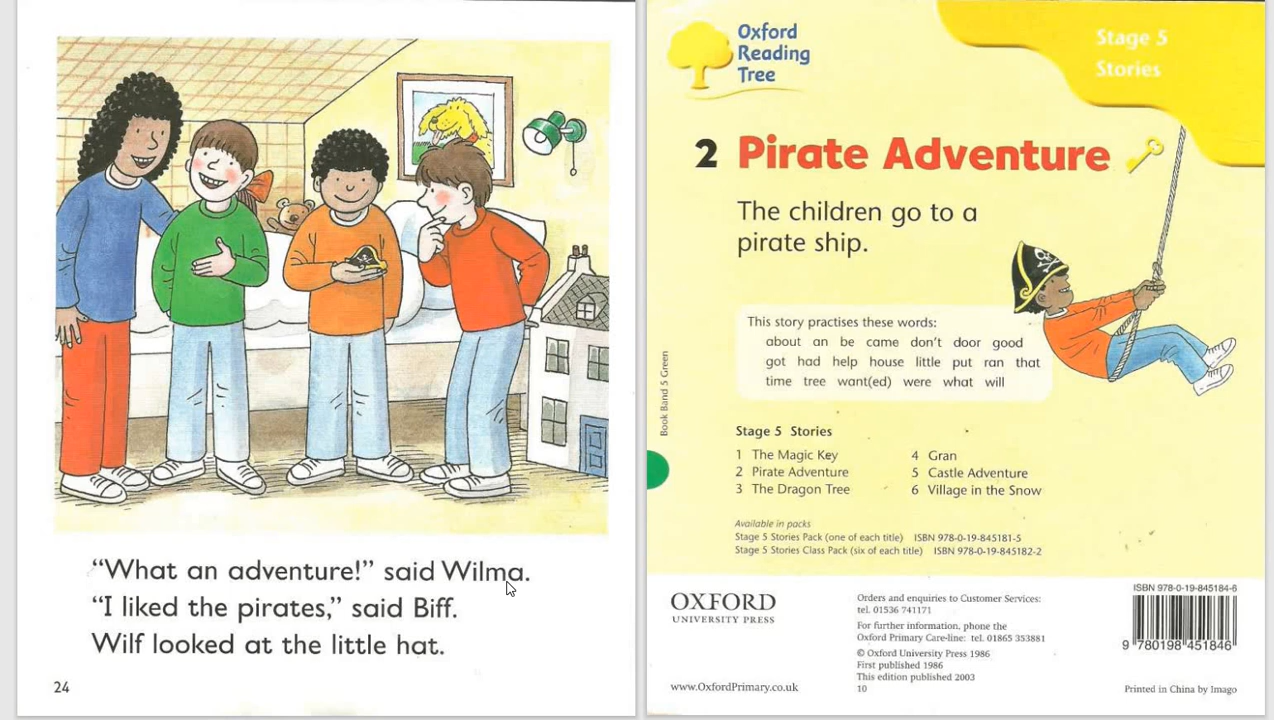 “What an adventure!” said Wilma.
“I liked the pirates,” said Biff.
Wilf looked at the little hat.
24
Oxford
Reading
Tree
Stage 5
Stories
2 Pirate Adventure
The children go to a
pirate ship.
This story practises these words:
about an be came don’t door good
got had help house little put ran that
time tree want(ed) were what will
Book Band 5 Green
Stage 5 Stories
1 The Magic Key
2 Pirate Adventure
3 The Dragon Tree
4 Gran
5 Castle Adventure
6 Village in the Snow
Available in packs
Stage 5 Stories Pack (one of each title) ISBN 978-0-19-845181-5
Stage 5 Stories Class Pack (six of each title) ISBN 978-0-19-845182-2
OXFORD
UNIVERSITY PRESS
www.OxfordPrimary.co.uk
Orders and enquiries to Customer Services:
tel. 01536 741171
For further information, phone the
Oxford Primary Care-line: tel. 01865 353881
© Oxford University Press 1986
First published 1986
This edition published 2003
10
ISBN 978-0-19-845184-6
9 780198 451846
Printed in China by Imago